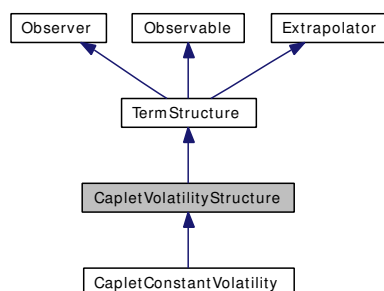 Observer
Observable
Extrapolator
TermStructure
CapletVolatilityStructure
CapletConstantVolatility